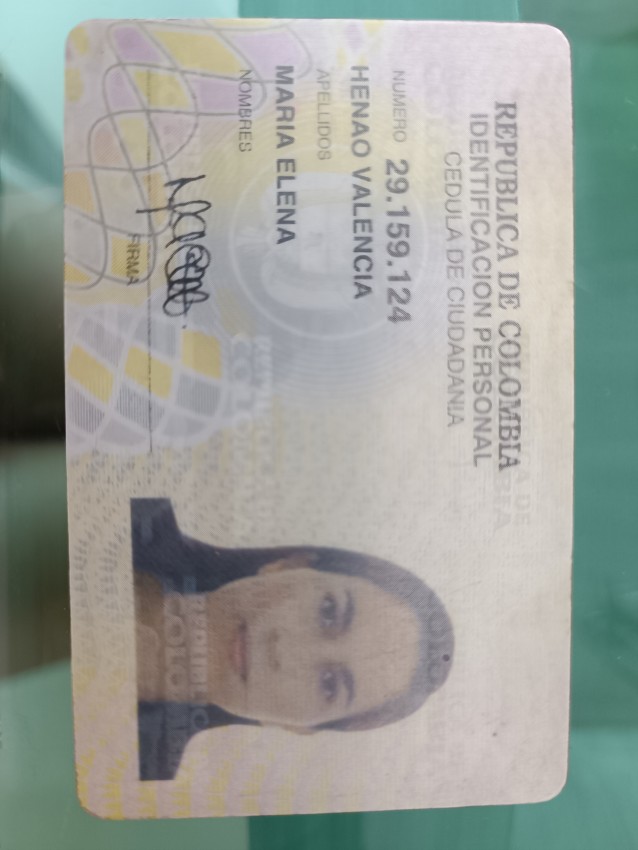 REPUBLICA DE COLOMBIA
IDENTIFICACION PERSONAL
CEDULA DE CIUDADANIA
NUMERO 29.159.124
HENAO VALENCIA
APELLIDOS
MARIA ELENA
NOMBRES
FIRMA